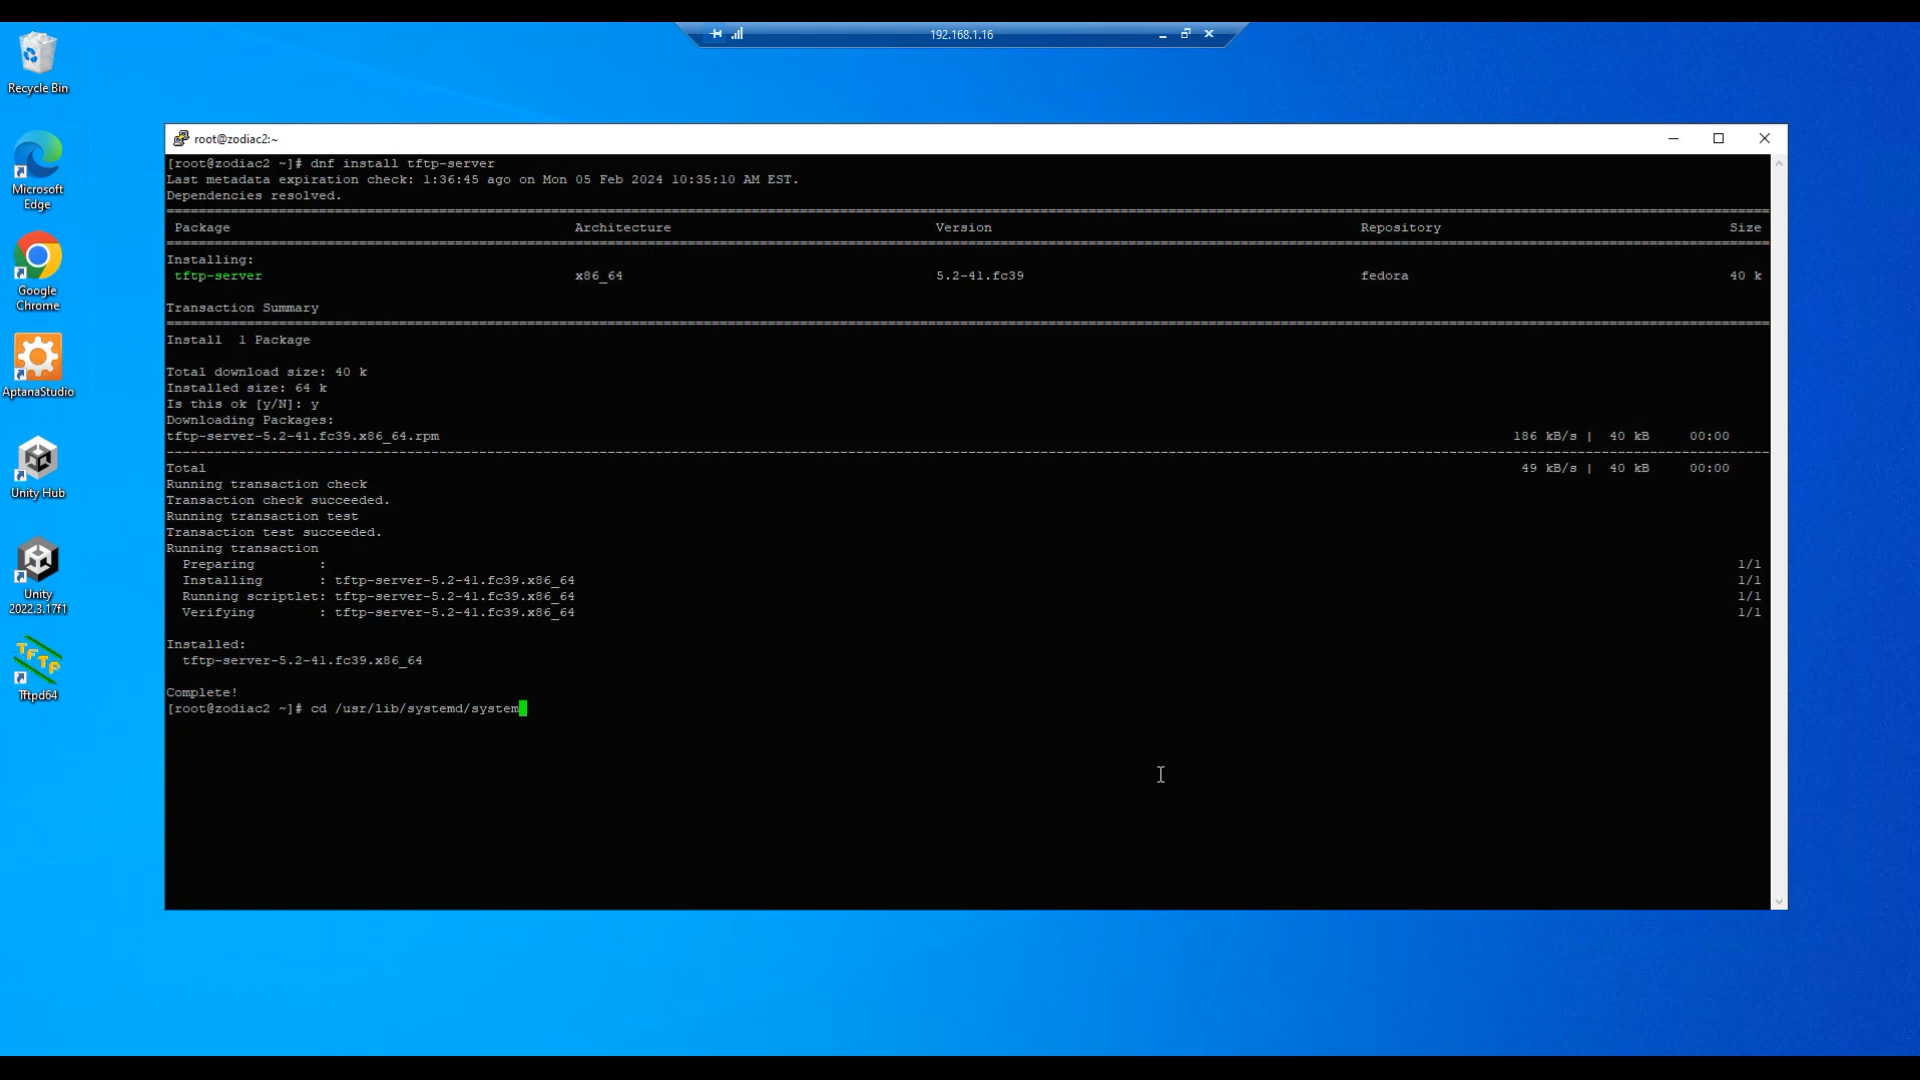 192.168.1.16
Recycle Bin
Microsoft
Edge
Google
Chrome
AptanaStudio
Unity Hub
Unity
2022.3.17f1
TFTP
Tftpd64
root@zodiac2:~
[root@zodiac2 ~]# dnf install tftp-server
Last metadata expiration check: 1:36:45 ago on Mon 05 Feb 2024 10:35:10 AM EST.
Dependencies resolved.
Package Architecture Version Repository Size
Installing:
tftp-server x86_64 5.2-41.fc39 fedora 40 k
Transaction Summary
Install 1 Package
Total download size: 40 k
Installed size: 64 k
Is this ok [y/N]: y
Downloading Packages:
tftp-server-5.2-41.fc39.x86_64.rpm 186 kB/s | 40 kB 00:00
Total 49 kB/s | 40 kB 00:00
Running transaction check
Transaction check succeeded.
Running transaction test
Transaction test succeeded.
Running transaction
Preparing : 1/1
Installing : tftp-server-5.2-41.fc39.x86_64 1/1
Running scriptlet: tftp-server-5.2-41.fc39.x86_64 1/1
Verifying : tftp-server-5.2-41.fc39.x86_64 1/1
Installed:
tftp-server-5.2-41.fc39.x86_64
Complete!
[root@zodiac2 ~]# cd /usr/lib/systemd/system